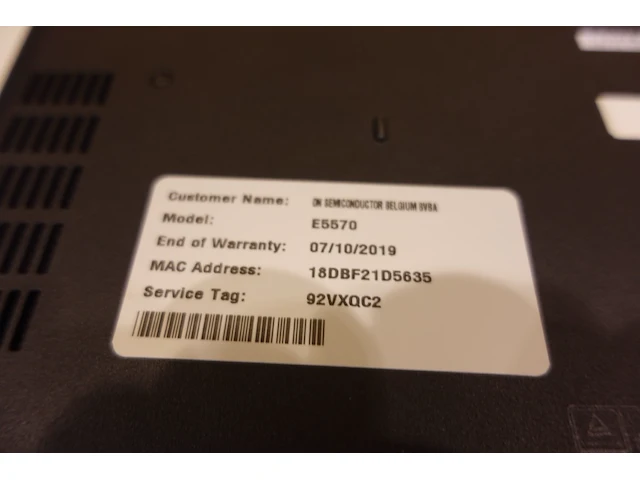 Customer Name: ON SEMICONDUCTOR BELGIUM BVBA
Model: E5570
End of Warranty: 07/10/2019
MAC Address: 18DBF21D5635
Service Tag: 92VXQC2